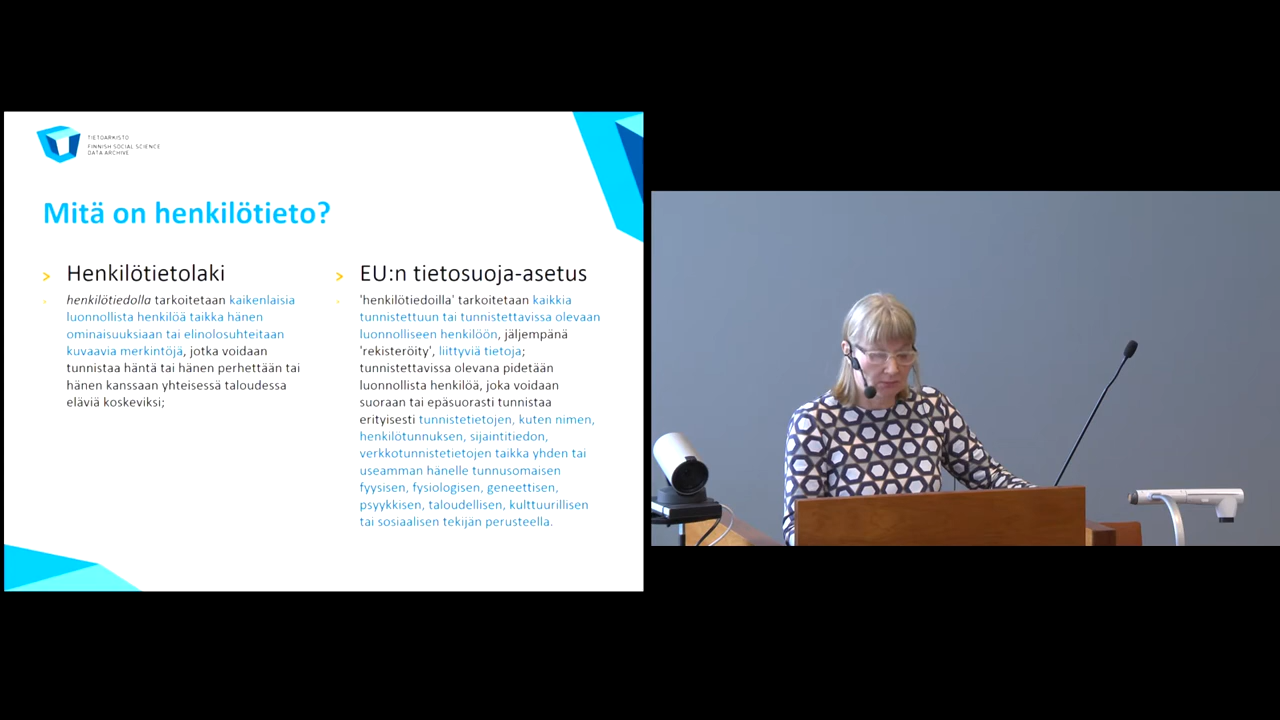 TIETOARKISTO
FINNISH SOCIAL SCIENCE
DATA ARCHIVE
Mitä on henkilötieto?
> Henkilötietolaki
henkilötiedolla tarkoitetaan kaikenlaisia
luonnollista henkilöä taikka hänen
ominaisuuksiaan tai elinolosuhteitaan
kuvaavia merkintöjä, jotka voidaan
tunnistaa häntä tai hänen perhettään tai
hänen kanssaan yhteisessä taloudessa
eläviä koskeviksi;
> EU:n tietosuoja-asetus
'henkilötiedoilla' tarkoitetaan kaikkia
tunnistettuun tai tunnistettavissa olevaan
luonnolliseen henkilöön, jäljempänä
'rekisteröity', liittyviä tietoja;
tunnistettavissa olevana pidetään
luonnollista henkilöä, joka voidaan
suoraan tai epäsuorasti tunnistaa
erityisesti tunnistetietojen, kuten nimen,
henkilötunnuksen, sijaintitiedon,
verkkotunnistetietojen taikka yhden tai
useamman hänelle tunnusomaisen
fyysisen, fysiologisen, geneettisen,
psyykkisen, taloudellisen, kulttuurillisen
tai sosiaalisen tekijän perusteella.